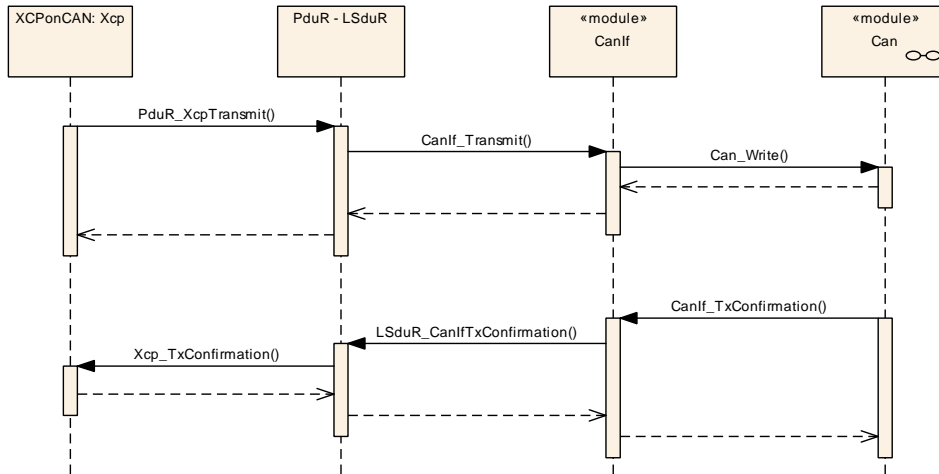 XCPonCAN: Xcp
PduR - LSduR
«module»
CanIf
«module»
Can
PduR_XcpTransmit()
CanIf_Transmit()
Can_Write()
CanIf_TxConfirmation()
LSduR_CanIfTxConfirmation()
Xcp_TxConfirmation()